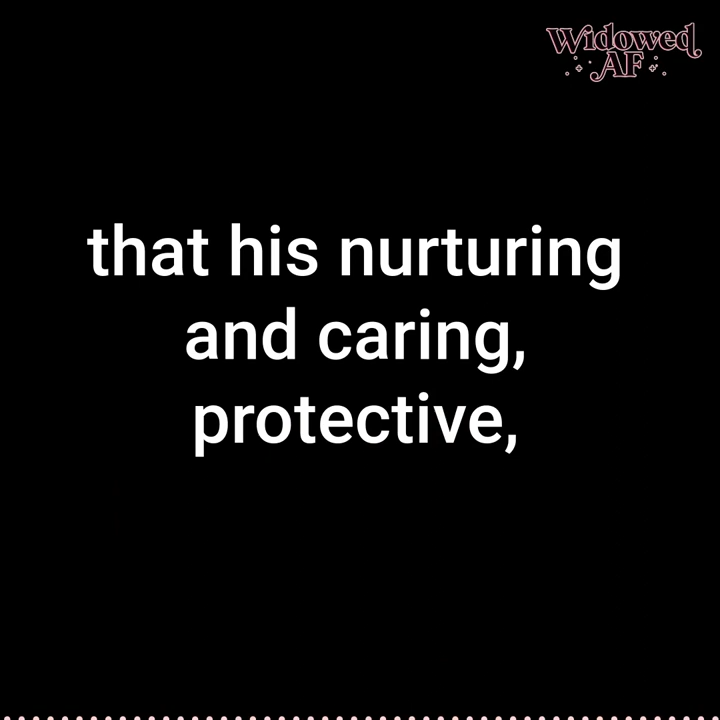 Widowed
AF
that his nurturing
and caring,
protective,